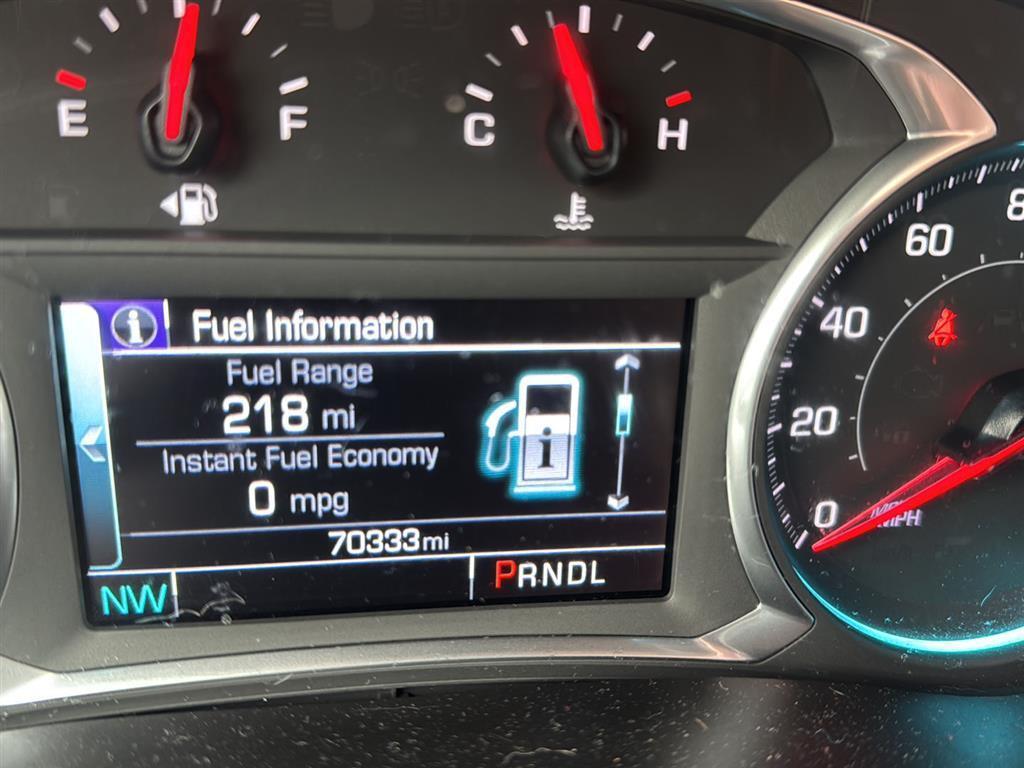 E F
C H
i Fuel Information
Fuel Range
218 mi
Instant Fuel Economy
0 mpg
i
70333mi
NW
PRNDL
0
20
40
60
8
MPH